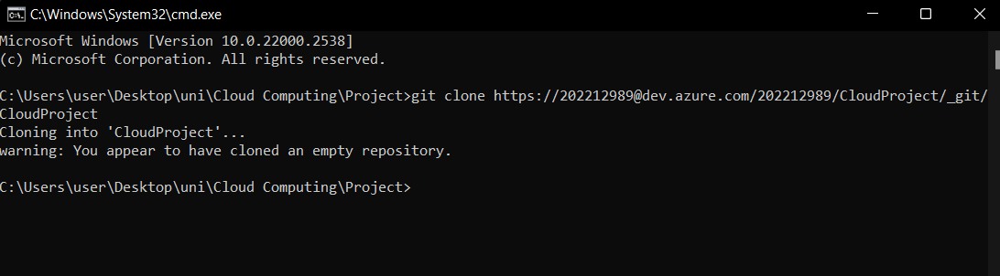 C:\Windows\System32\cmd.exe
Microsoft Windows [Version 10.0.22000.2538]
(c) Microsoft Corporation. All rights reserved.
C:\Users\user\Desktop\uni\Cloud Computing\Project>git clone https://202212989@dev.azure.com/202212989/CloudProject/_git/
CloudProject
Cloning into 'CloudProject'...
warning: You appear to have cloned an empty repository.
C:\Users\user\Desktop\uni\Cloud Computing\Project>